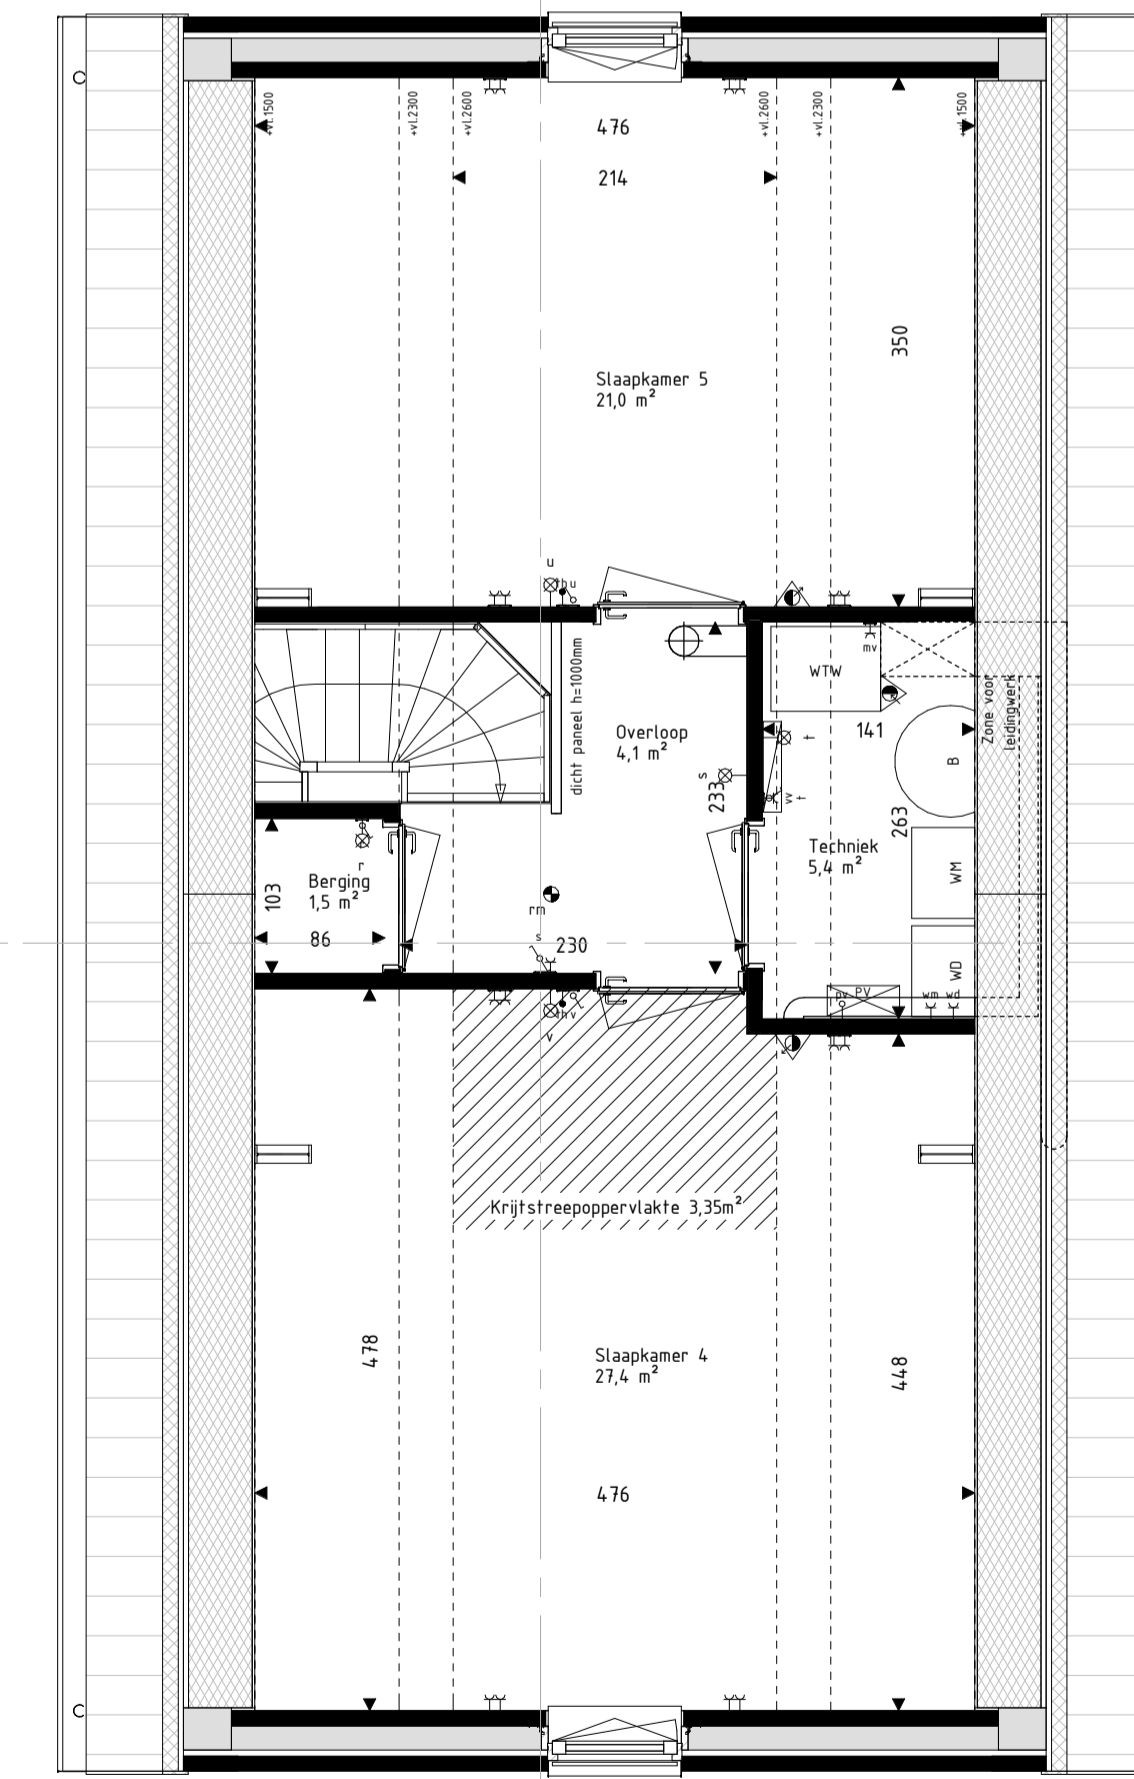 +vl.1500
+vl.2300
+vl.2600
+vl.2600
+vl.2300
+vl.1500
476
214
350
Slaapkamer 5
21,0 m²
u
u
mv
WTW
dicht paneel h=1000mm
Overloop
4,1 m²
141
Zone voor
leidingwerk
B
t
s
233
t
263
Techniek
5,4 m²
WM
r
Berging
1,5 m²
103
86
rm
s
230
WD
pv
PV
wm
wd
v
v
Krijtstreepoppervlakte 3,35m²
478
Slaapkamer 4
27,4 m²
448
476